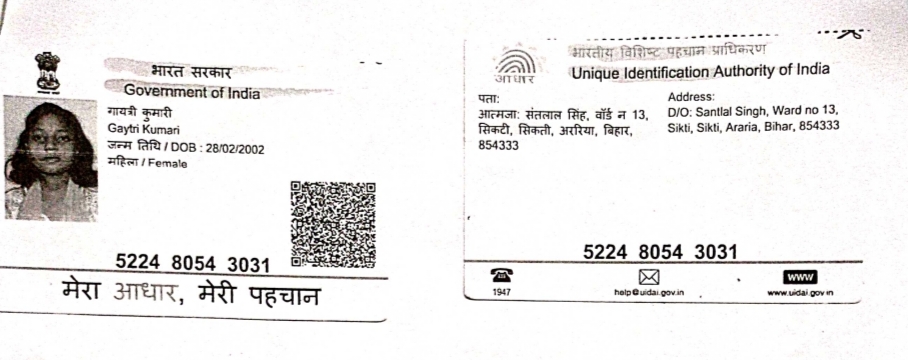 भारत सरकार
Government of India
गायत्री कुमारी
Gaytri Kumari
जन्म तिथि / DOB : 28/02/2002
महिला / Female
5224 8054 3031
मेरा आधार, मेरी पहचान
भारतीय विशिष्ट पहचान प्राधिकरण
Unique Identification Authority of India
आधार
पता:
आत्मजा: संतलाल सिंह, वॉर्ड न 13,
सिकटी, सिकती, अररिया, बिहार,
854333
Address:
D/O: Santlal Singh, Ward no 13,
Sikti, Sikti, Araria, Bihar, 854333
5224 8054 3031
1947
help@uidai.gov.in
www
www.uidai.gov.in